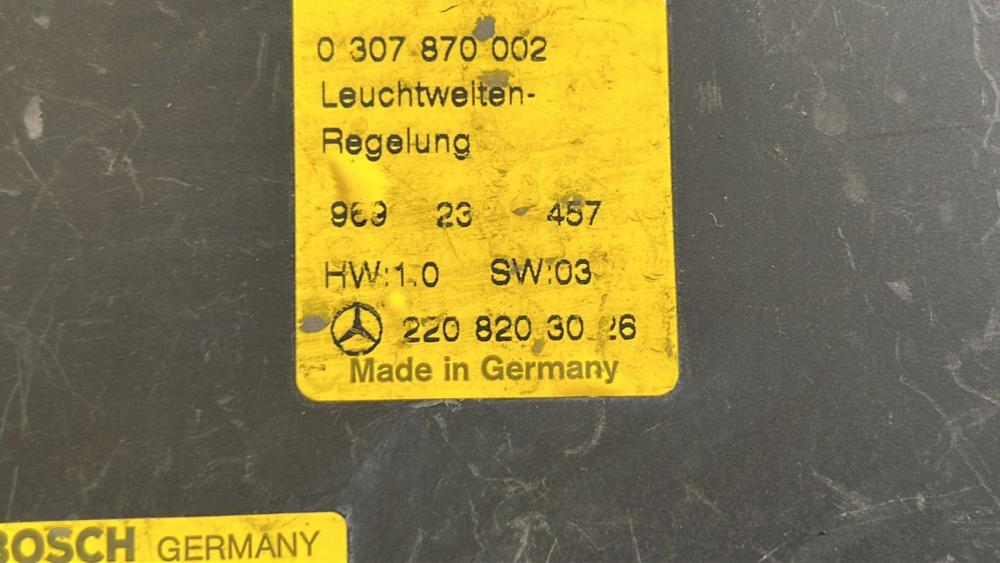 0 307 870 002
Leuchtweiten-
Regelung
969 23 457
HW:1.0 SW:03
220 820 30 26
Made in Germany
BOSCH GERMANY